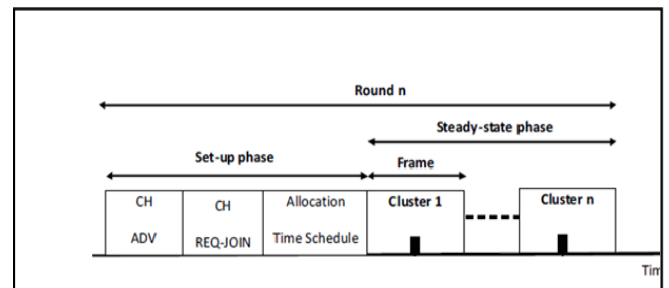 Round n
Steady-state phase
Set-up phase
Frame
CH
CH
Allocation
Cluster 1
Cluster n
ADV
REQ-JOIN
Time Schedule
Tim